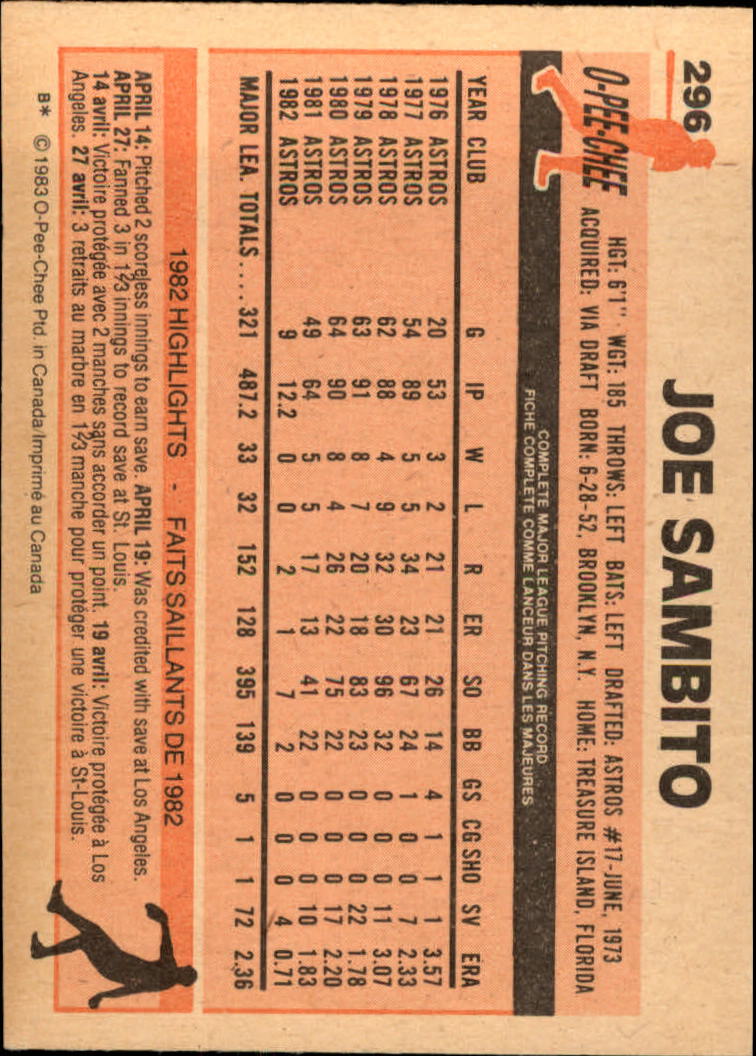 296
JOE SAMBITO
O-PEE-CHEE
HGT: 6'1" WGT: 185 THROWS: LEFT BATS: LEFT DRAFTED: ASTROS #17-JUNE, 1973
ACQUIRED: VIA DRAFT BORN: 6-28-52, BROOKLYN, N.Y. HOME: TREASURE ISLAND, FLORIDA
COMPLETE MAJOR LEAGUE PITCHING RECORD
FICHE COMPLETE COMME LANCEUR DANS LES MAJEURES
YEAR CLUB G IP W L R ER SO BB GS CG SHO SV ERA
1976 ASTROS 20 53 3 2 21 21 26 14 4 1 1 1 3.57
1977 ASTROS 54 89 5 5 34 23 67 24 1 0 0 7 2.33
1978 ASTROS 62 88 4 9 32 30 96 32 0 0 0 11 3.07
1979 ASTROS 63 91 8 7 20 18 83 23 0 0 0 22 1.78
1980 ASTROS 64 90 8 4 26 22 75 22 0 0 0 17 2.20
1981 ASTROS 49 64 5 5 17 13 41 22 0 0 0 10 1.83
1982 ASTROS 9 12.2 0 0 2 1 7 2 0 0 0 4 0.71
MAJOR LEA. TOTALS.... 321 487.2 33 32 152 128 395 139 5 1 1 72 2.36
1982 HIGHLIGHTS - FAITS SAILLANTS DE 1982
APRIL 14: Pitched 2 scoreless innings to earn save. APRIL 19: Was credited with save at Los Angeles.
APRIL 27: Fanned 3 in 1⅔ innings to record save at St. Louis.
14 avril: Victoire protégée avec 2 manches sans accorder un point. 19 avril: Victoire protégée à Los
Angeles. 27 avril: 3 retraits au marbre en 1⅔ manche pour protéger une victoire à St-Louis.
B* © 1983 O-Pee-Chee Ptd. in Canada/Imprimé au Canada